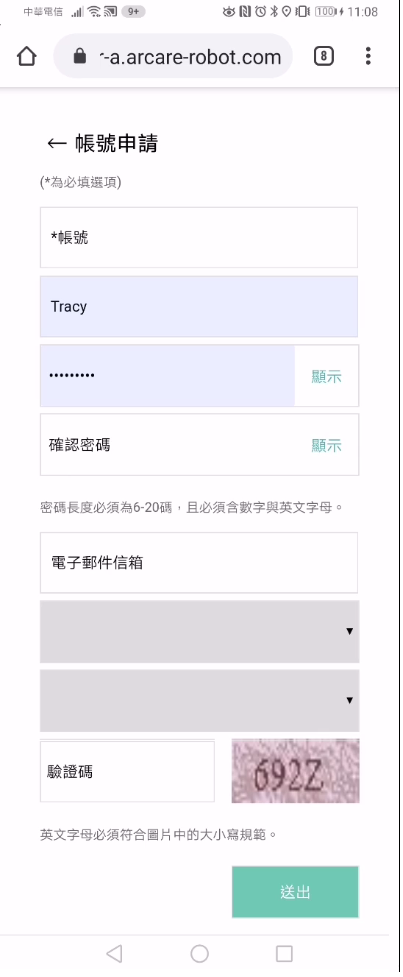 中華電信 9+ 100 11:08
-a.arcare-robot.com 8
← 帳號申請
(*為必填選項)
*帳號
Tracy
••••••••• 顯示
確認密碼 顯示
密碼長度必須為6-20碼，且必須含數字與英文字母。
電子郵件信箱
▼
▼
驗證碼 692Z
英文字母必須符合圖片中的大小寫規範。
送出